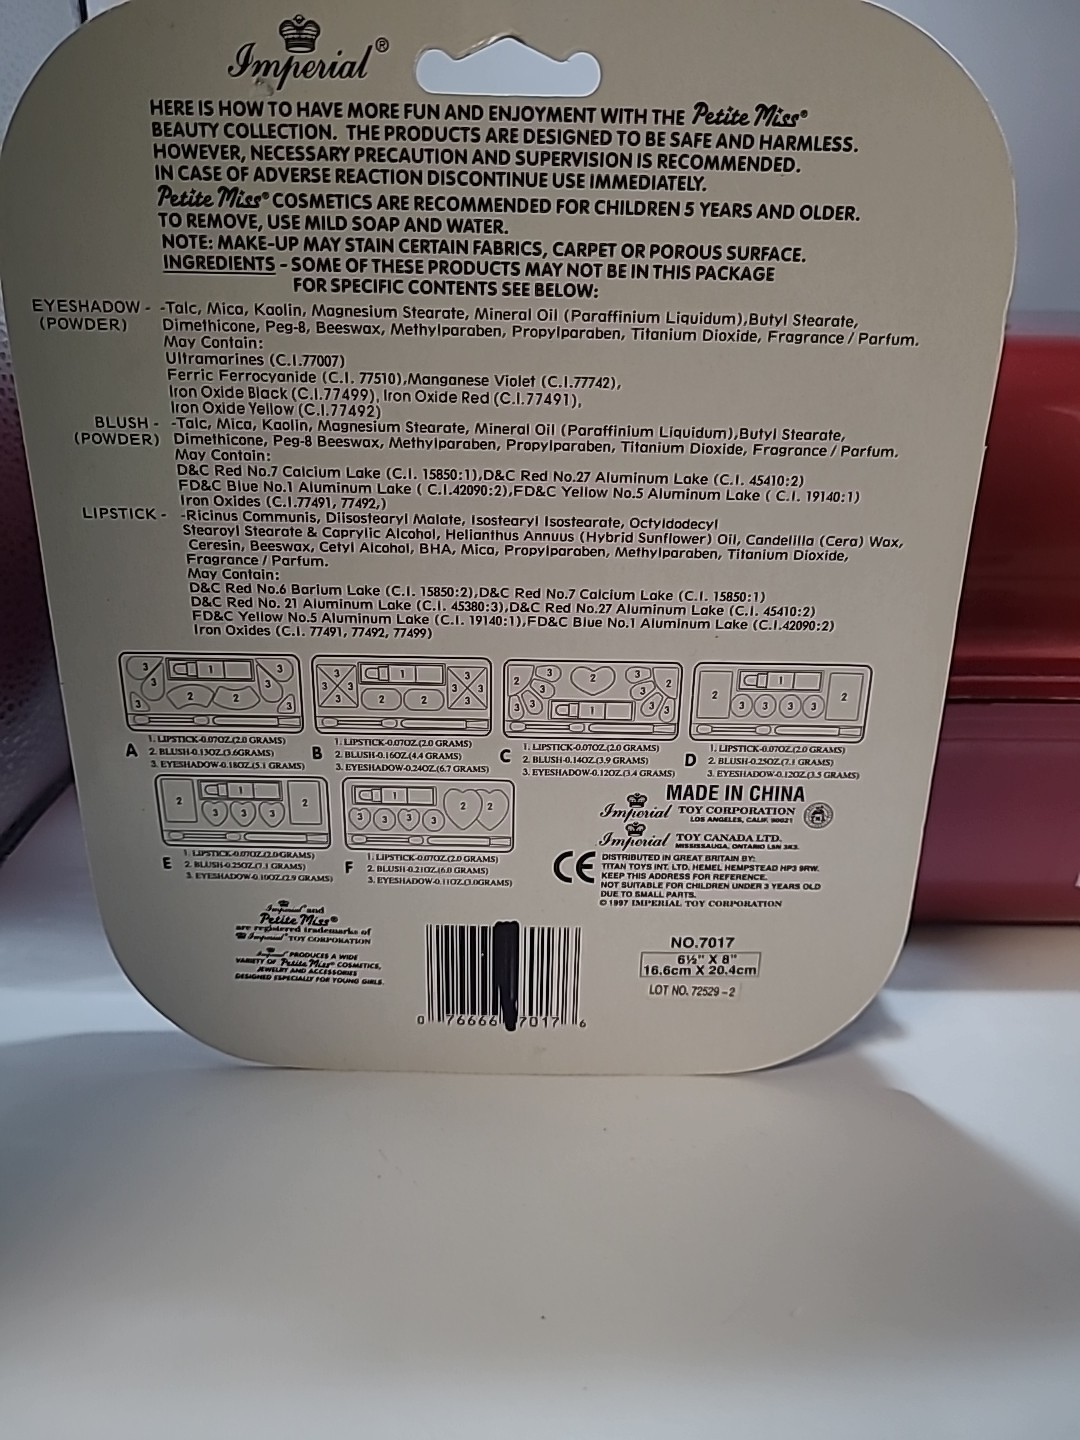 Imperial®
HERE IS HOW TO HAVE MORE FUN AND ENJOYMENT WITH THE Petite Miss®
BEAUTY COLLECTION. THE PRODUCTS ARE DESIGNED TO BE SAFE AND HARMLESS.
HOWEVER, NECESSARY PRECAUTION AND SUPERVISION IS RECOMMENDED.
IN CASE OF ADVERSE REACTION DISCONTINUE USE IMMEDIATELY.
Petite Miss® COSMETICS ARE RECOMMENDED FOR CHILDREN 5 YEARS AND OLDER.
TO REMOVE, USE MILD SOAP AND WATER.
NOTE: MAKE-UP MAY STAIN CERTAIN FABRICS, CARPET OR POROUS SURFACE.
INGREDIENTS - SOME OF THESE PRODUCTS MAY NOT BE IN THIS PACKAGE
FOR SPECIFIC CONTENTS SEE BELOW:
EYESHADOW - -Talc, Mica, Kaolin, Magnesium Stearate, Mineral Oil (Paraffinium Liquidum),Butyl Stearate,
(POWDER) Dimethicone, Peg-8, Beeswax, Methylparaben, Propylparaben, Titanium Dioxide, Fragrance / Parfum.
May Contain:
Ultramarines (C.I.77007)
Ferric Ferrocyanide (C.I. 77510),Manganese Violet (C.I.77742),
Iron Oxide Black (C.I.77499), Iron Oxide Red (C.I.77491),
Iron Oxide Yellow (C.I.77492)
BLUSH - -Talc, Mica, Kaolin, Magnesium Stearate, Mineral Oil (Paraffinium Liquidum),Butyl Stearate,
(POWDER) Dimethicone, Peg-8 Beeswax, Methylparaben, Propylparaben, Titanium Dioxide, Fragrance / Parfum.
May Contain:
D&C Red No.7 Calcium Lake (C.I. 15850:1),D&C Red No.27 Aluminum Lake (C.I. 45410:2)
FD&C Blue No.1 Aluminum Lake ( C.I.42090:2),FD&C Yellow No.5 Aluminum Lake ( C.I. 19140:1)
Iron Oxides (C.I.77491, 77492,)
LIPSTICK - -Ricinus Communis, Diisostearyl Malate, Isostearyl Isostearate, Octyldodecyl
Stearoyl Stearate & Caprylic Alcohol, Helianthus Annuus (Hybrid Sunflower) Oil, Candelilla (Cera) Wax,
Ceresin, Beeswax, Cetyl Alcohol, BHA, Mica, Propylparaben, Methylparaben, Titanium Dioxide,
Fragrance / Parfum.
May Contain:
D&C Red No.6 Barium Lake (C.I. 15850:2),D&C Red No.7 Calcium Lake (C.I. 15850:1)
D&C Red No. 21 Aluminum Lake (C.I. 45380:3),D&C Red No.27 Aluminum Lake (C.I. 45410:2)
FD&C Yellow No.5 Aluminum Lake (C.I. 19140:1),FD&C Blue No.1 Aluminum Lake (C.I.42090:2)
Iron Oxides (C.I. 77491, 77492, 77499)
A 1. LIPSTICK-0.07OZ.(2.0 GRAMS)
2. BLUSH-0.13OZ.(3.6GRAMS)
3. EYESHADOW-0.18OZ.(5.1 GRAMS)
B 1. LIPSTICK-0.07OZ.(2.0 GRAMS)
2. BLUSH-0.16OZ.(4.4 GRAMS)
3. EYESHADOW-0.24OZ.(6.7 GRAMS)
C 1. LIPSTICK-0.07OZ.(2.0 GRAMS)
2. BLUSH-0.14OZ.(3.9 GRAMS)
3. EYESHADOW-0.12OZ.(3.4 GRAMS)
D 1. LIPSTICK-0.07OZ.(2.0 GRAMS)
2. BLUSH-0.25OZ.(7.1 GRAMS)
3. EYESHADOW-0.12OZ.(3.5 GRAMS)
E 1. LIPSTICK-0.07OZ.(2.0 GRAMS)
2. BLUSH-0.25OZ.(7.1 GRAMS)
3. EYESHADOW-0.10OZ.(2.9 GRAMS)
F 1. LIPSTICK-0.07OZ.(2.0 GRAMS)
2. BLUSH-0.21OZ.(6.0 GRAMS)
3. EYESHADOW-0.11OZ.(3.0GRAMS)
MADE IN CHINA
Imperial TOY CORPORATION
LOS ANGELES, CALIF. 90021
Imperial TOY CANADA LTD.
MISSISSAUGA, ONTARIO L5N 3K3.
CE
DISTRIBUTED IN GREAT BRITAIN BY:
TITAN TOYS INT. LTD, HEMEL HEMPSTEAD HP3 9RW.
KEEP THIS ADDRESS FOR REFERENCE.
NOT SUITABLE FOR CHILDREN UNDER 3 YEARS OLD
DUE TO SMALL PARTS.
© 1997 IMPERIAL TOY CORPORATION
Imperial and
Petite Miss®
are registered trademarks of
Imperial TOY CORPORATION
Imperial PRODUCES A WIDE
VARIETY OF Petite Miss COSMETICS,
JEWELRY AND ACCESSORIES
DESIGNED ESPECIALLY FOR YOUNG GIRLS.
0 76666 7017 6
NO.7017
6½" X 8"
16.6cm X 20.4cm
LOT NO. 72529-2